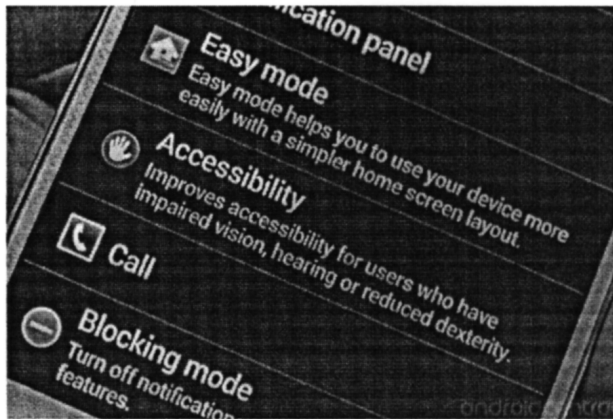 ification panel
Easy mode
Easy mode helps you to use your device more
easily with a simpler home screen layout.
Accessibility
Improves accessibility for users who have
impaired vision, hearing or reduced dexterity.
Call
Blocking mode
Turn off notification
features.
androidcentra